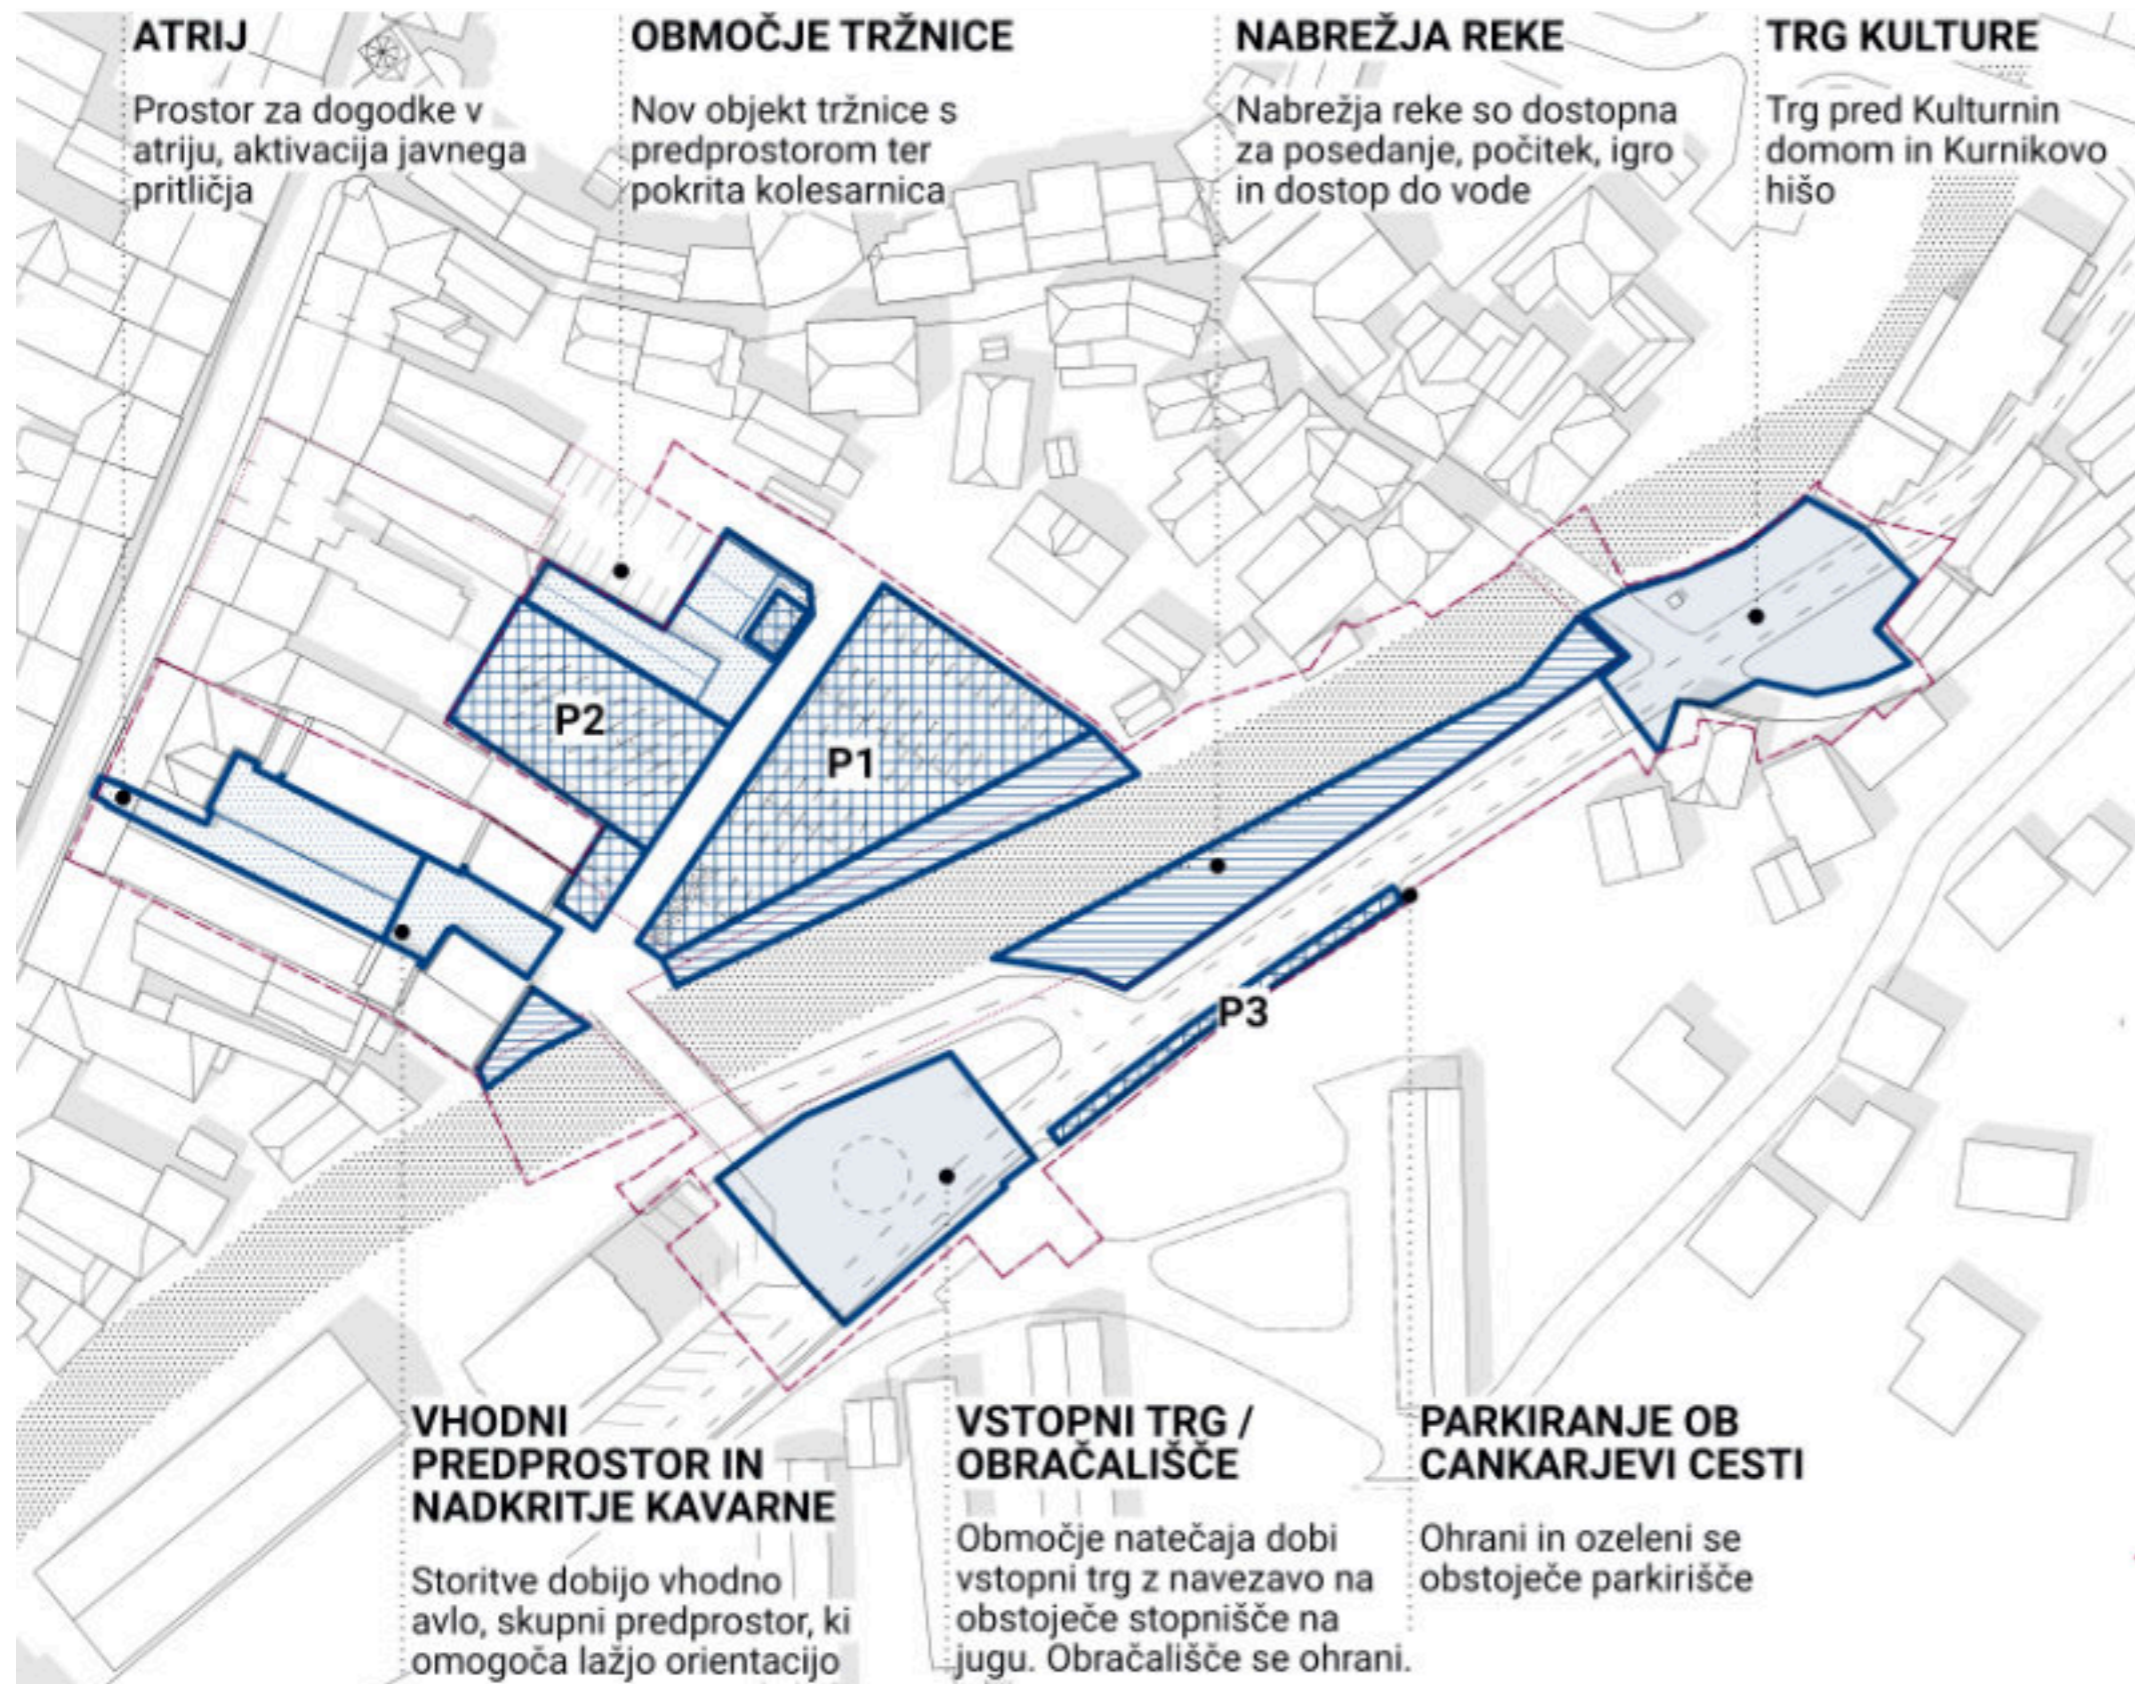 ATRIJ
Prostor za dogodke v
atriju, aktivacija javnega
pritličja
OBMOČJE TRŽNICE
Nov objekt tržnice s
predprostorom ter
pokrita kolesarnica
NABREŽJA REKE
Nabrežja reke so dostopna
za posedanje, počitek, igro
in dostop do vode
TRG KULTURE
Trg pred Kulturnin
domom in Kurnikovo
hišo
P2
P1
P3
VHODNI
PREDPROSTOR IN
NADKRITJE KAVARNE
Storitve dobijo vhodno
avlo, skupni predprostor, ki
omogoča lažjo orientacijo
VSTOPNI TRG /
OBRAČALIŠČE
Območje natečaja dobi
vstopni trg z navezavo na
obstoječe stopnišče na
jugu. Obračališče se ohrani.
PARKIRANJE OB
CANKARJEVI CESTI
Ohrani in ozeleni se
obstoječe parkirišče